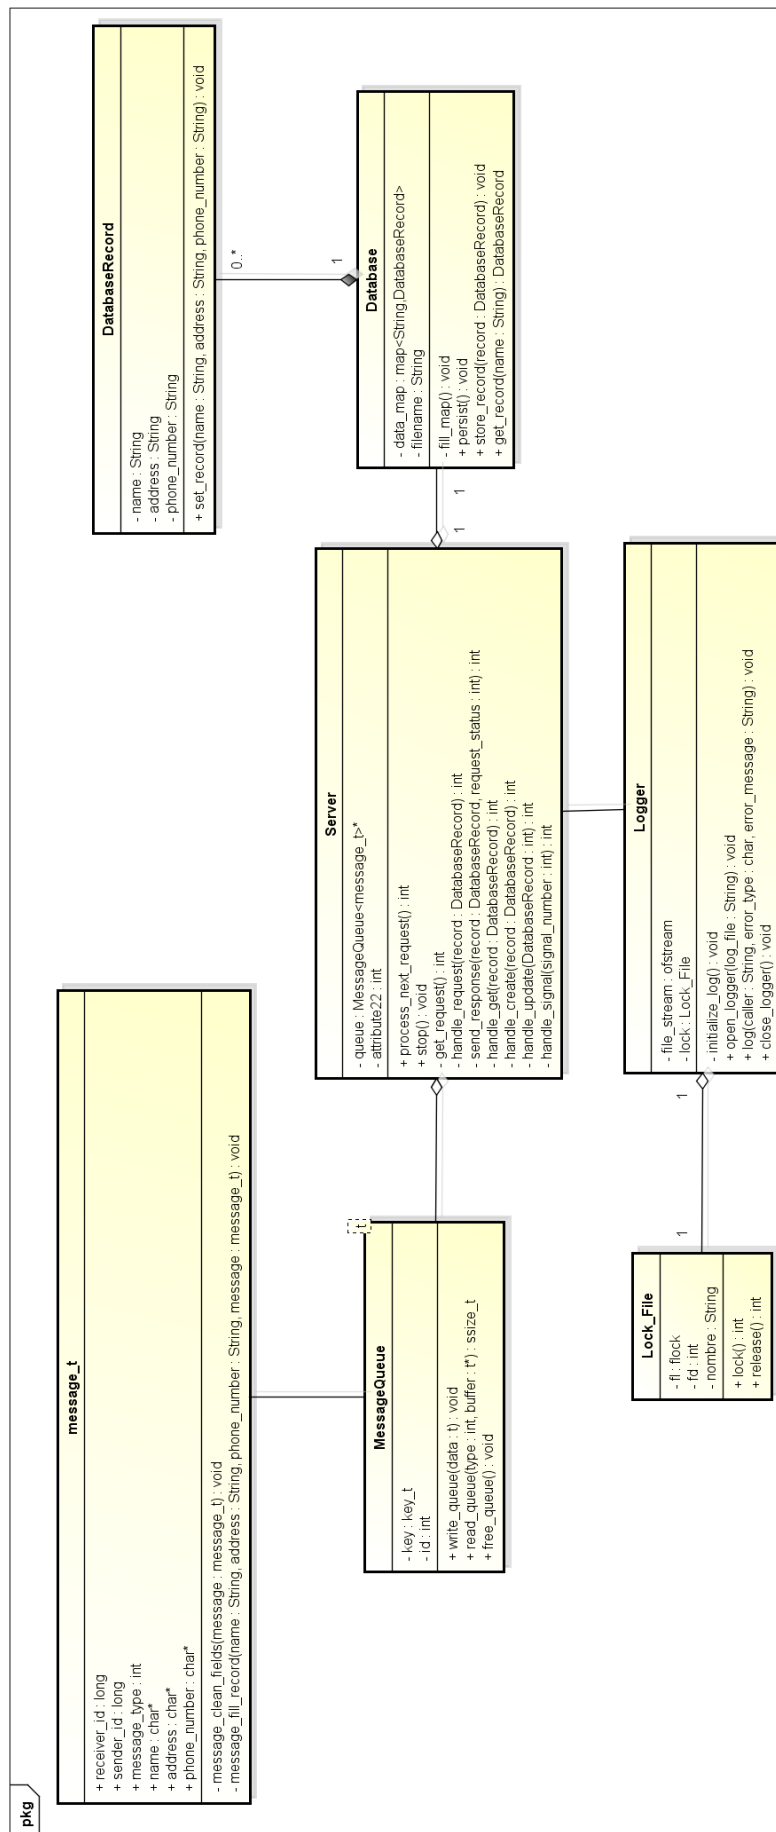 pkg
message_t
+ receiver_id : long
+ sender_id : long
+ message_type : int
+ name : char*
+ address : char*
+ phone_number : char*
- message_clean_fields(message : message_t) : void
- message_fill_record(name : String, address : String, phone_number : String, message : message_t) : void
DatabaseRecord
- name : String
- address : String
- phone_number : String
+ set_record(name : String, address : String, phone_number : String) : void
0..*
1
MessageQueue
t
- key : key_t
- id : int
+ write_queue(data : t) : void
+ read_queue(type : int, buffer : t*) : ssize_t
+ free_queue() : void
Server
- queue : MessageQueue<message_t>*
- attribute22 : int
+ process_next_request() : int
+ stop() : void
- get_request() : int
- handle_request(record : DatabaseRecord) : int
- send_response(record : DatabaseRecord, request_status : int) : int
- handle_get(record : DatabaseRecord) : int
- handle_create(record : DatabaseRecord) : int
- handle_update(DatabaseRecord : int) : int
- handle_signal(signal_number : int) : int
1
1
Database
- data_map : map<String,DatabaseRecord>
- filename : String
- fill_map() : void
+ persist() : void
+ store_record(record : DatabaseRecord) : void
+ get_record(name : String) : DatabaseRecord
Lock_File
- fl : flock
- fd : int
- nombre : String
+ lock() : int
+ release() : int
1
1
Logger
- file_stream : ofstream
- lock : Lock_File
- initialize_log() : void
+ open_logger(log_file : String) : void
+ log(caller : String, error_type : char, error_message : String) : void
+ close_logger() : void